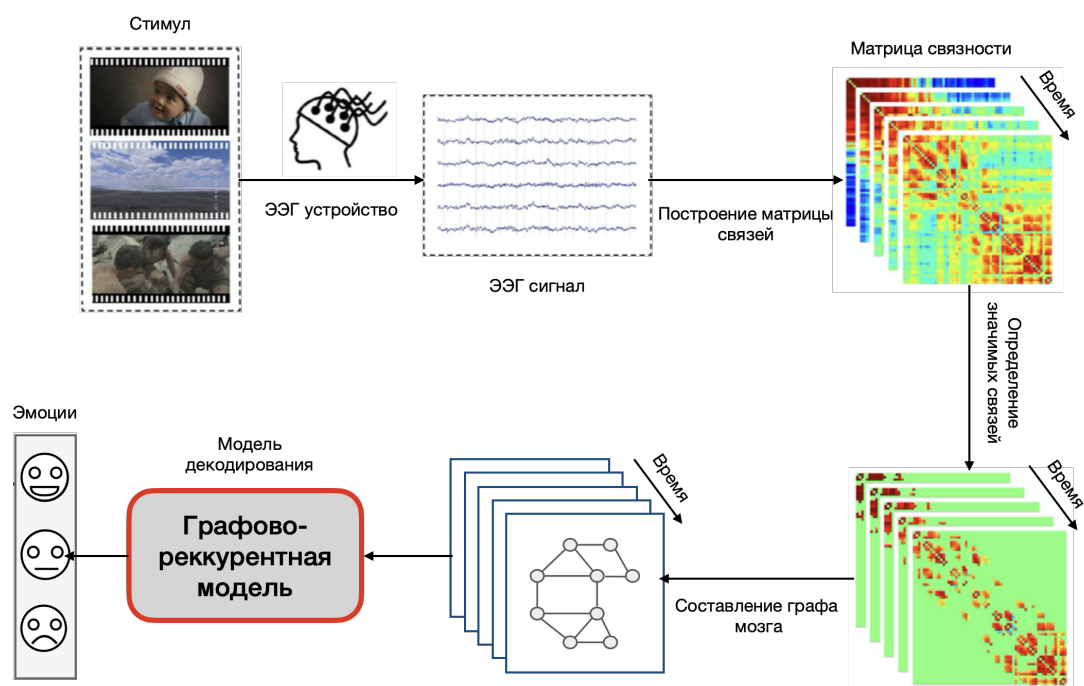 Стимул
ЭЭГ устройство
ЭЭГ сигнал
Построение матрицы
связей
Матрица связности
Время
Определение
значимых связей
Время
Составление графа
мозга
Время
Модель
декодирования
Графово-
реккурентная
модель
Эмоции